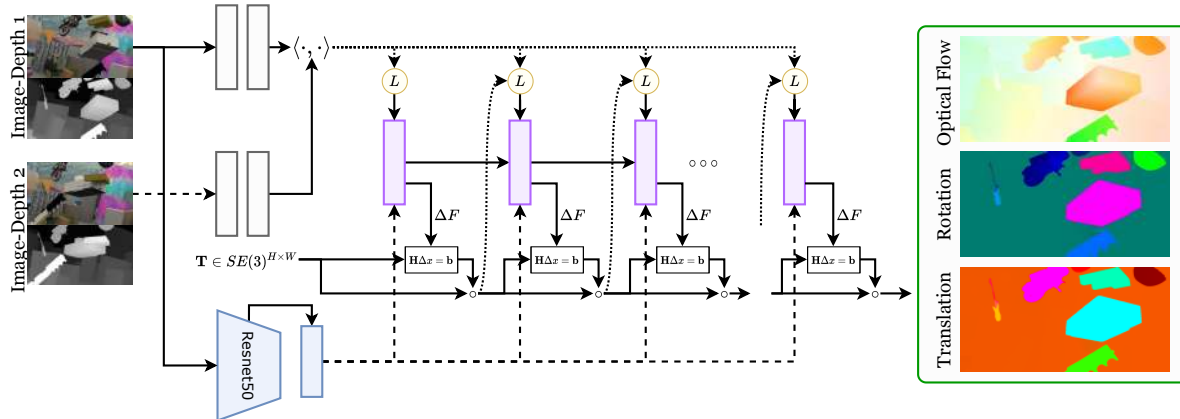 Image-Depth 1
Image-Depth 2
⟨·,·⟩
L
L
L
L
ΔF
ΔF
ΔF
ΔF
T ∈ SE(3)^{H×W}
HΔx = b
HΔx = b
HΔx = b
HΔx = b
Resnet50
Optical Flow
Rotation
Translation